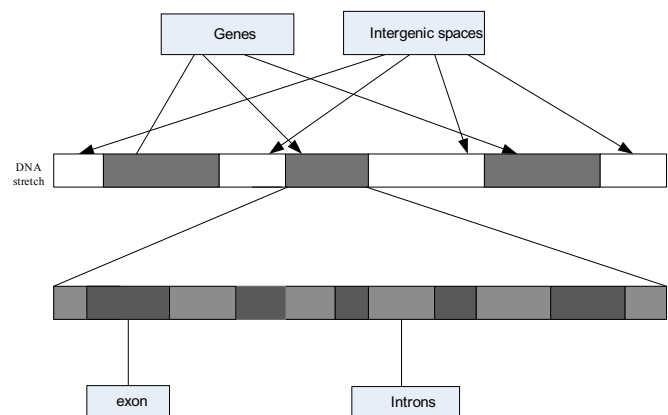 Genes
Intergenic spaces
DNA
stretch
exon
Introns